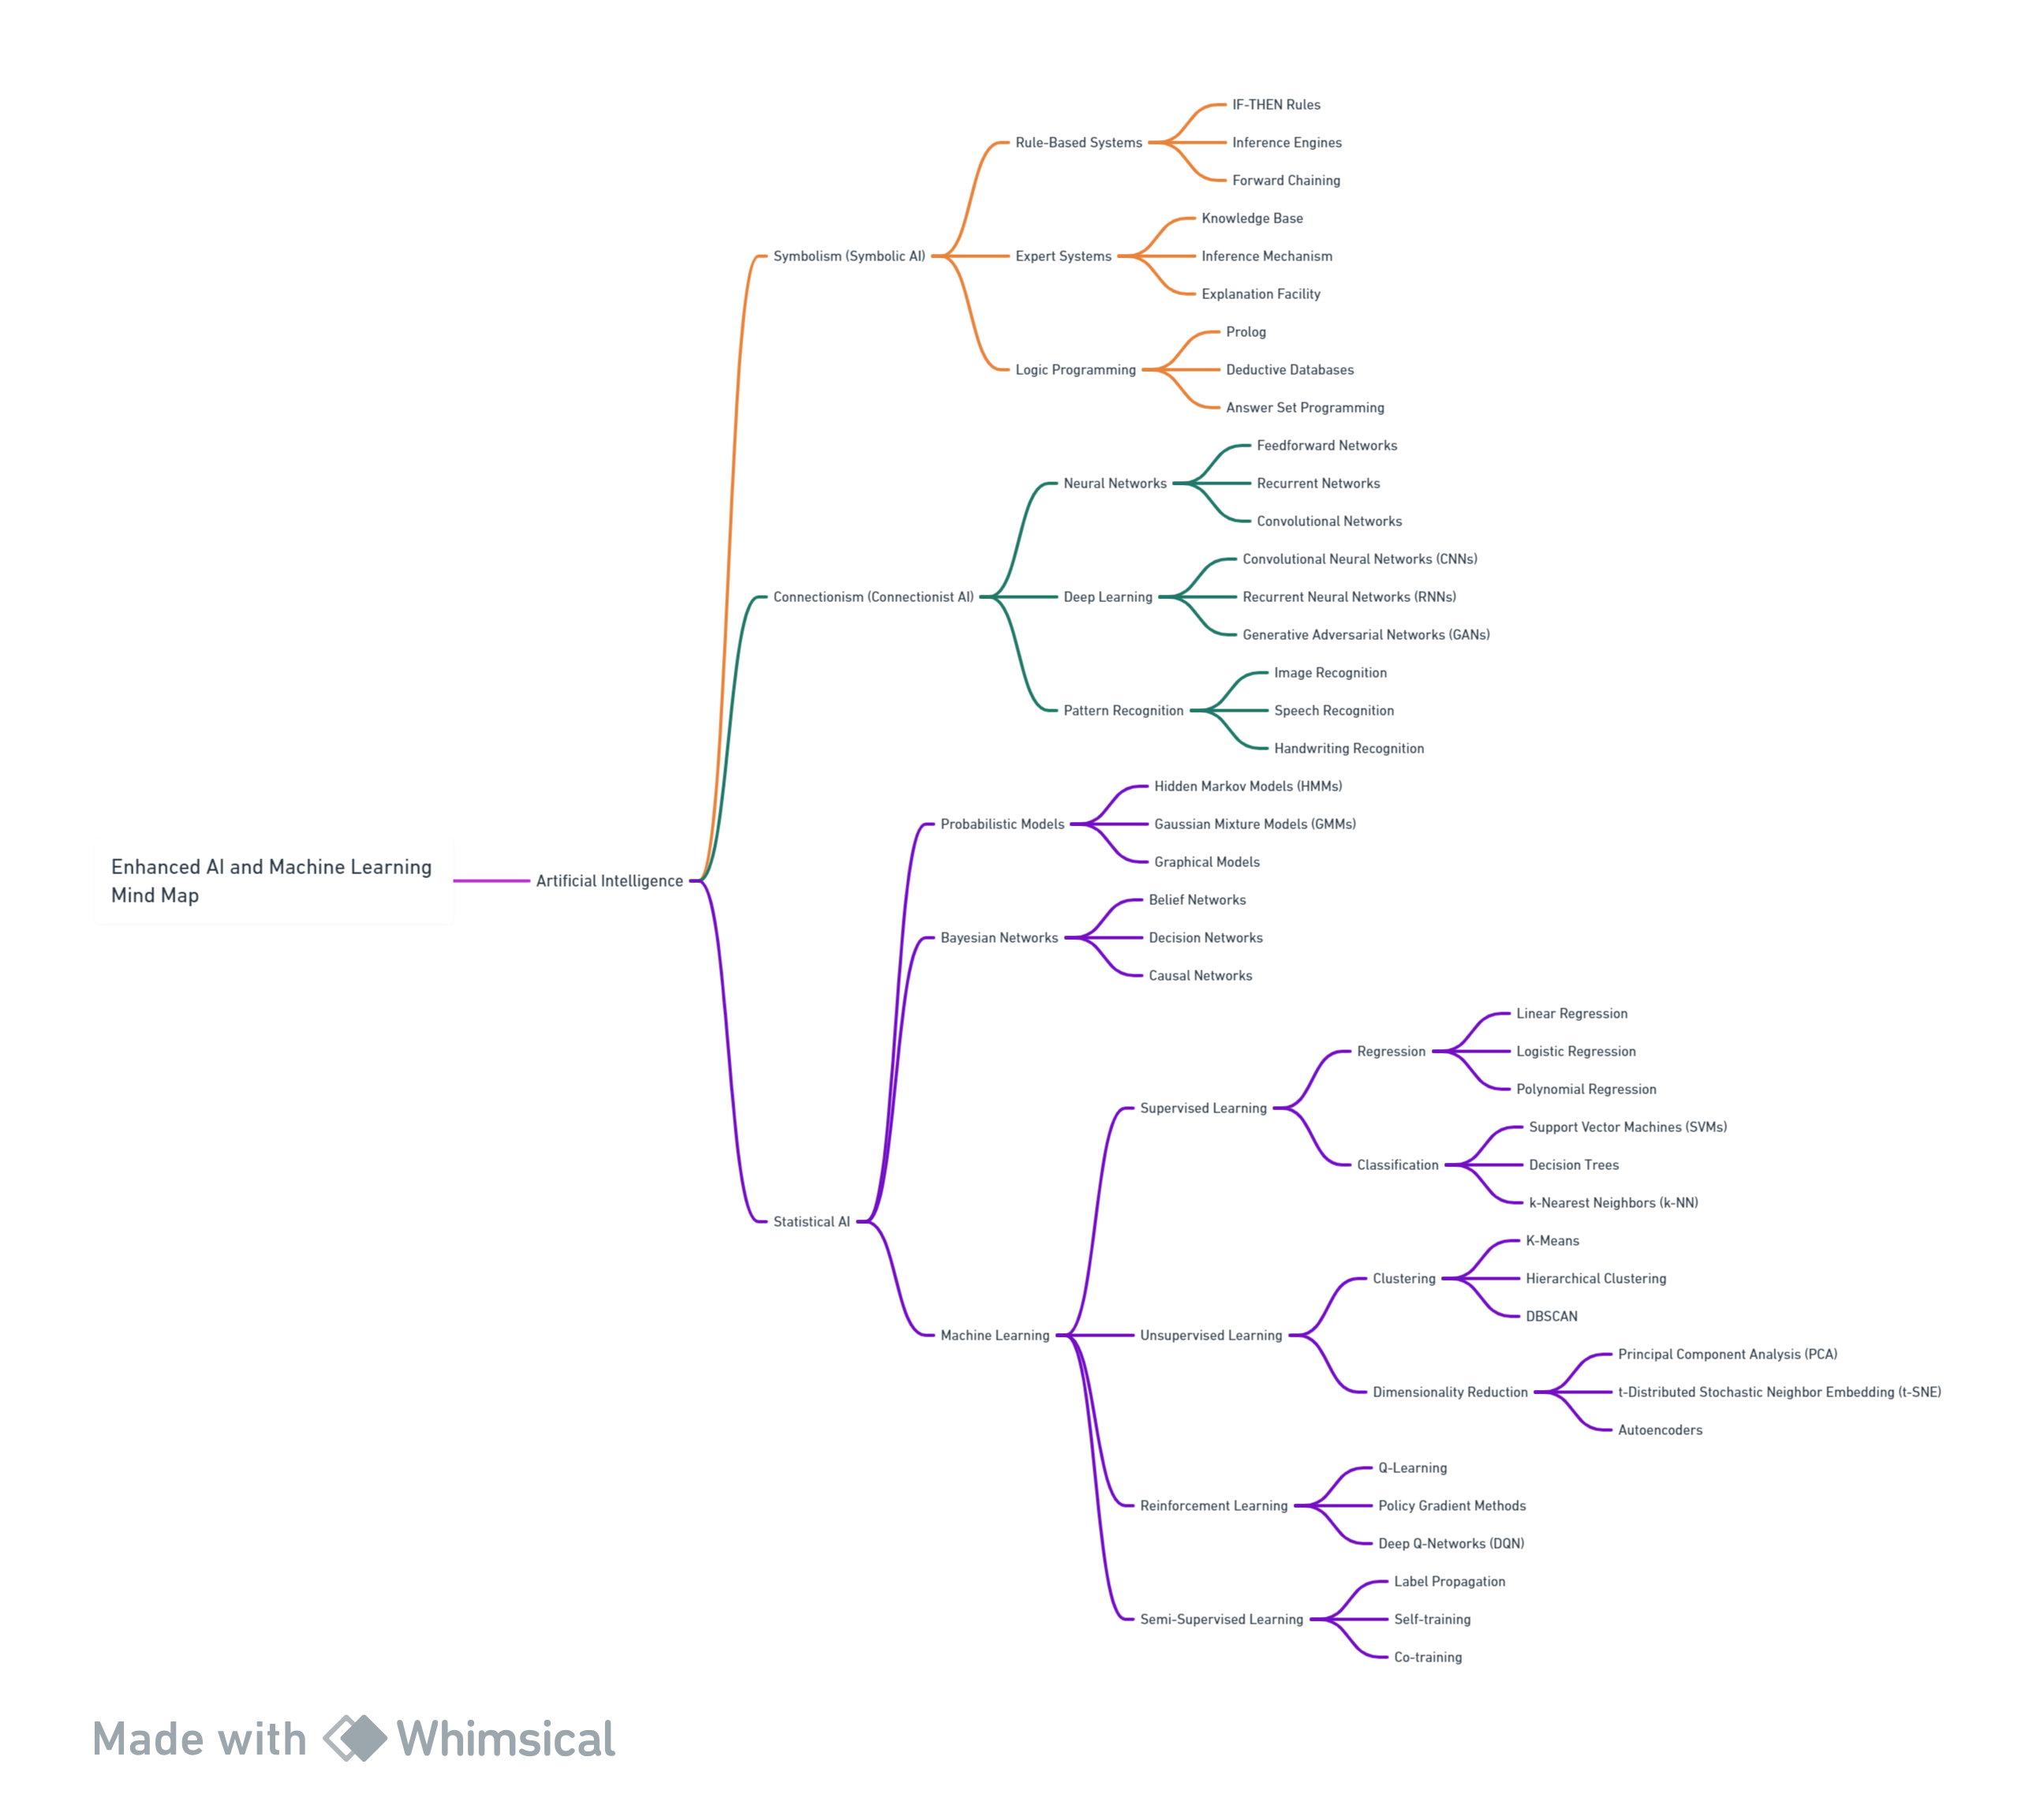 IF-THEN Rules
Rule-Based Systems
Inference Engines
Forward Chaining
Knowledge Base
Symbolism (Symbolic AI)
Expert Systems
Inference Mechanism
Explanation Facility
Prolog
Logic Programming
Deductive Databases
Answer Set Programming
Feedforward Networks
Neural Networks
Recurrent Networks
Convolutional Networks
Convolutional Neural Networks (CNNs)
Connectionism (Connectionist AI)
Deep Learning
Recurrent Neural Networks (RNNs)
Generative Adversarial Networks (GANs)
Image Recognition
Pattern Recognition
Speech Recognition
Handwriting Recognition
Hidden Markov Models (HMMs)
Probabilistic Models
Gaussian Mixture Models (GMMs)
Graphical Models
Enhanced AI and Machine Learning
Mind Map
Artificial Intelligence
Belief Networks
Bayesian Networks
Decision Networks
Causal Networks
Linear Regression
Regression
Logistic Regression
Polynomial Regression
Supervised Learning
Support Vector Machines (SVMs)
Classification
Decision Trees
k-Nearest Neighbors (k-NN)
Statistical AI
K-Means
Clustering
Hierarchical Clustering
DBSCAN
Machine Learning
Unsupervised Learning
Principal Component Analysis (PCA)
Dimensionality Reduction
t-Distributed Stochastic Neighbor Embedding (t-SNE)
Autoencoders
Q-Learning
Reinforcement Learning
Policy Gradient Methods
Deep Q-Networks (DQN)
Label Propagation
Semi-Supervised Learning
Self-training
Co-training
Made with Whimsical